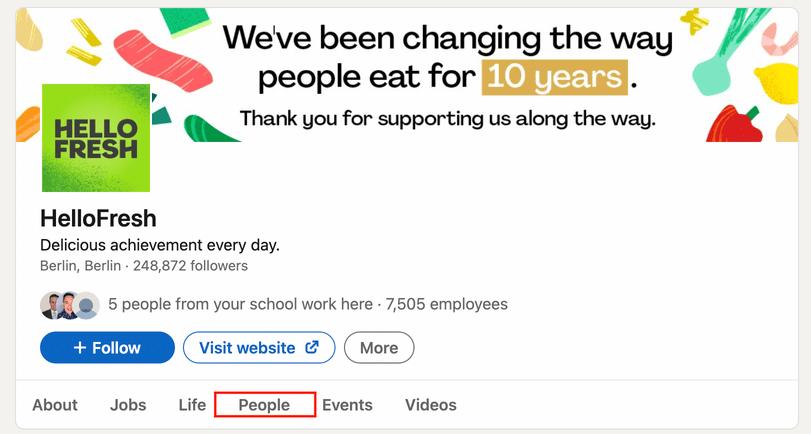 We've been changing the way
people eat for 10 years.
Thank you for supporting us along the way.
HELLO
FRESH
HelloFresh
Delicious achievement every day.
Berlin, Berlin · 248,872 followers
5 people from your school work here · 7,505 employees
+ Follow
Visit website
More
About Jobs Life People Events Videos